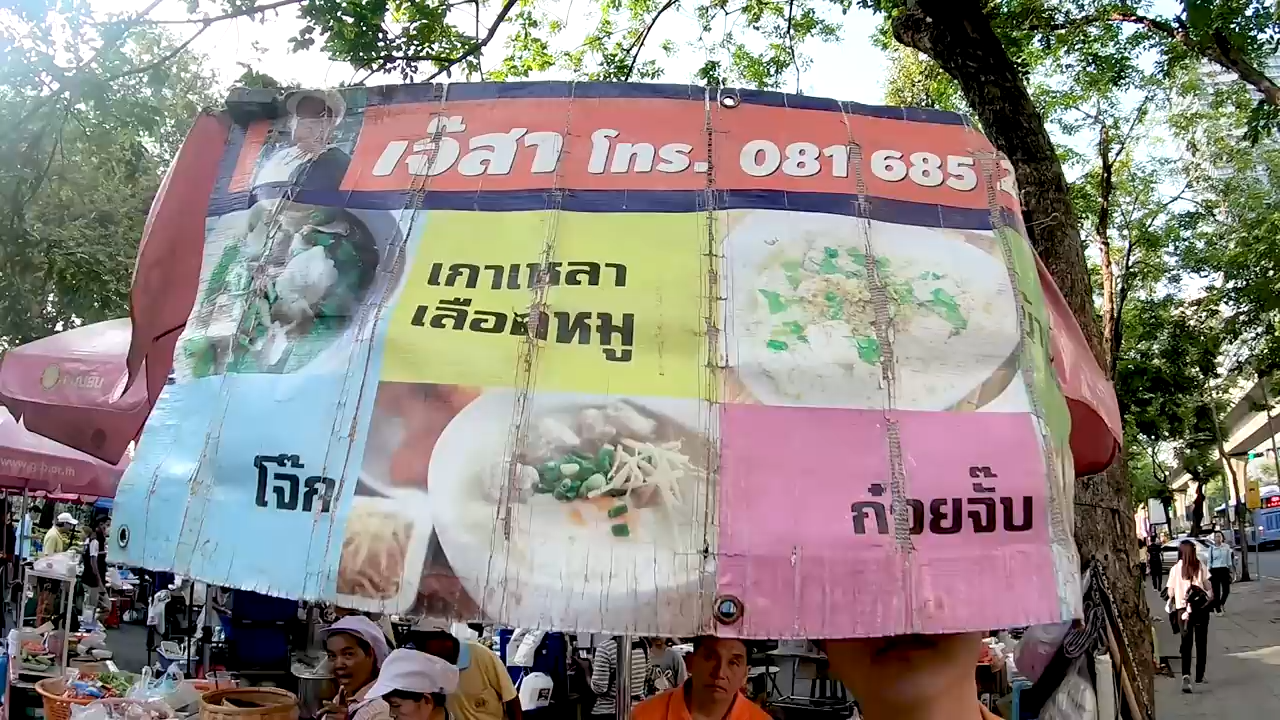 เจ๊สา โทร. 081 685
เกาเหลา
เลือดหมู
โจ๊ก
ก๋วยจั๊บ